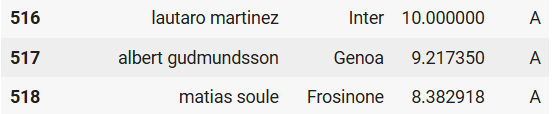 516 lautaro martinez Inter 10.000000 A
517 albert gudmundsson Genoa 9.217350 A
518 matias soule Frosinone 8.382918 A